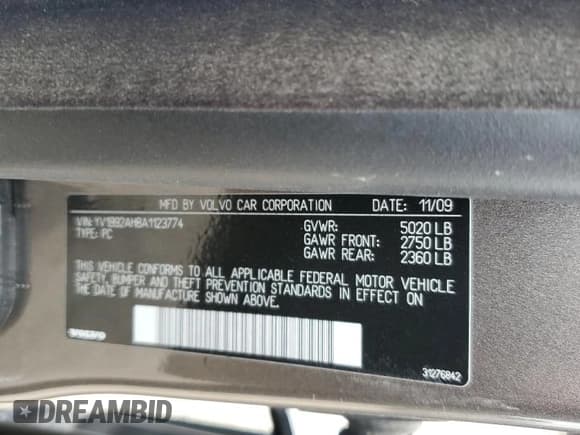 MFD BY VOLVO CAR CORPORATION DATE: 11/09
VIN: YV1992AH8A1123774 GVWR: 5020 LB
TYPE: PC GAWR FRONT: 2750 LB
GAWR REAR: 2360 LB
THIS VEHICLE CONFORMS TO ALL APPLICABLE FEDERAL MOTOR VEHICLE
SAFETY, BUMPER AND THEFT PREVENTION STANDARDS IN EFFECT ON
THE DATE OF MANUFACTURE SHOWN ABOVE.
31276842
DREAMBID